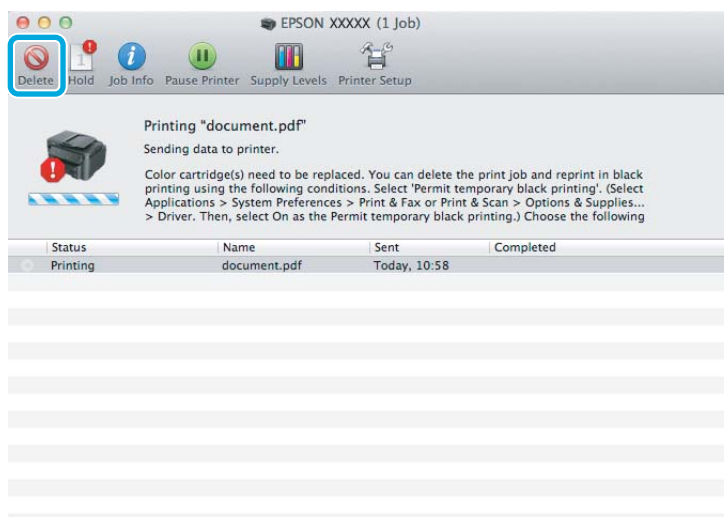 EPSON XXXXX (1 Job)
1
Delete Hold Job Info Pause Printer Supply Levels Printer Setup
Printing "document.pdf"
Sending data to printer.
Color cartridge(s) need to be replaced. You can delete the print job and reprint in black
printing using the following conditions. Select 'Permit temporary black printing'. (Select
Applications > System Preferences > Print & Fax or Print & Scan > Options & Supplies...
> Driver. Then, select On as the Permit temporary black printing.) Choose the following
Status Name Sent Completed
Printing document.pdf Today, 10:58